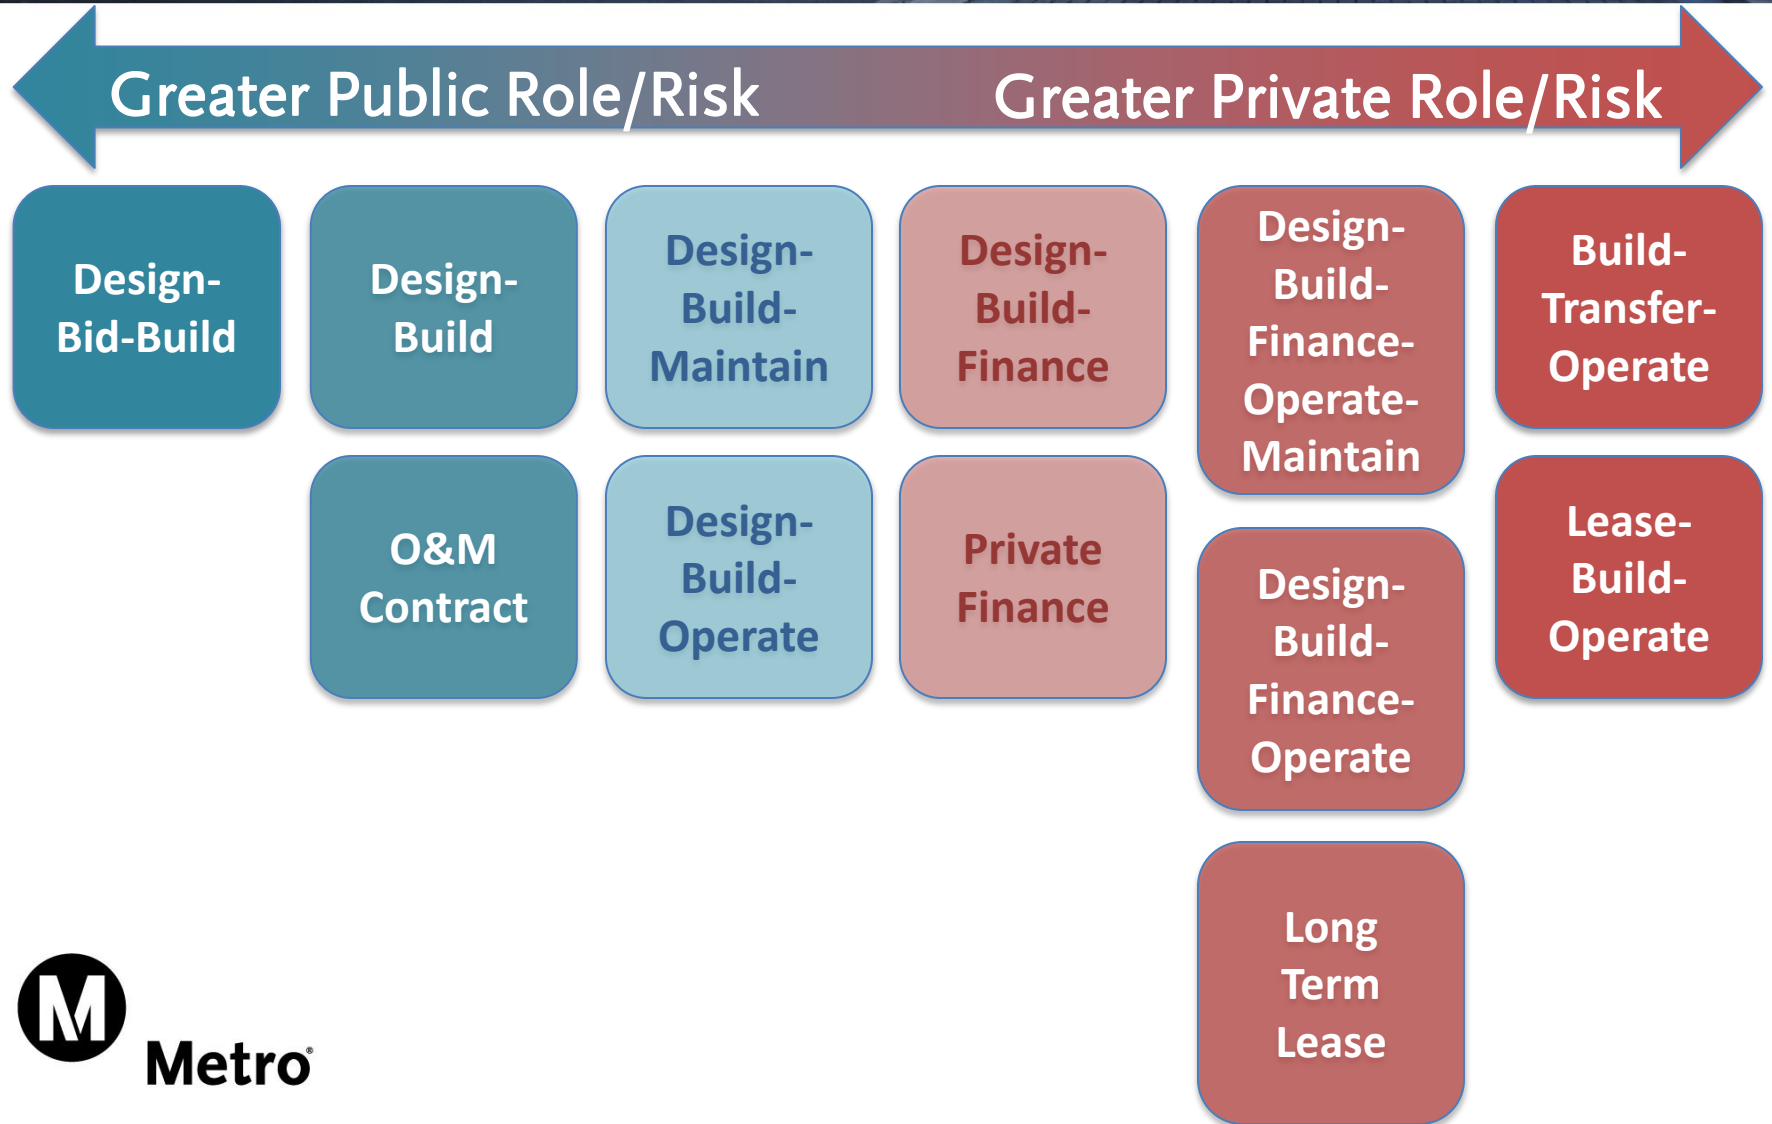 Greater Public Role/Risk
Greater Private Role/Risk
Design-
Bid-Build
Design-
Build
Design-
Build-
Maintain
Design-
Build-
Finance
Design-
Build-
Finance-
Operate-
Maintain
Build-
Transfer-
Operate
O&M
Contract
Design-
Build-
Operate
Private
Finance
Design-
Build-
Finance-
Operate
Lease-
Build-
Operate
Long
Term
Lease
M
Metro®